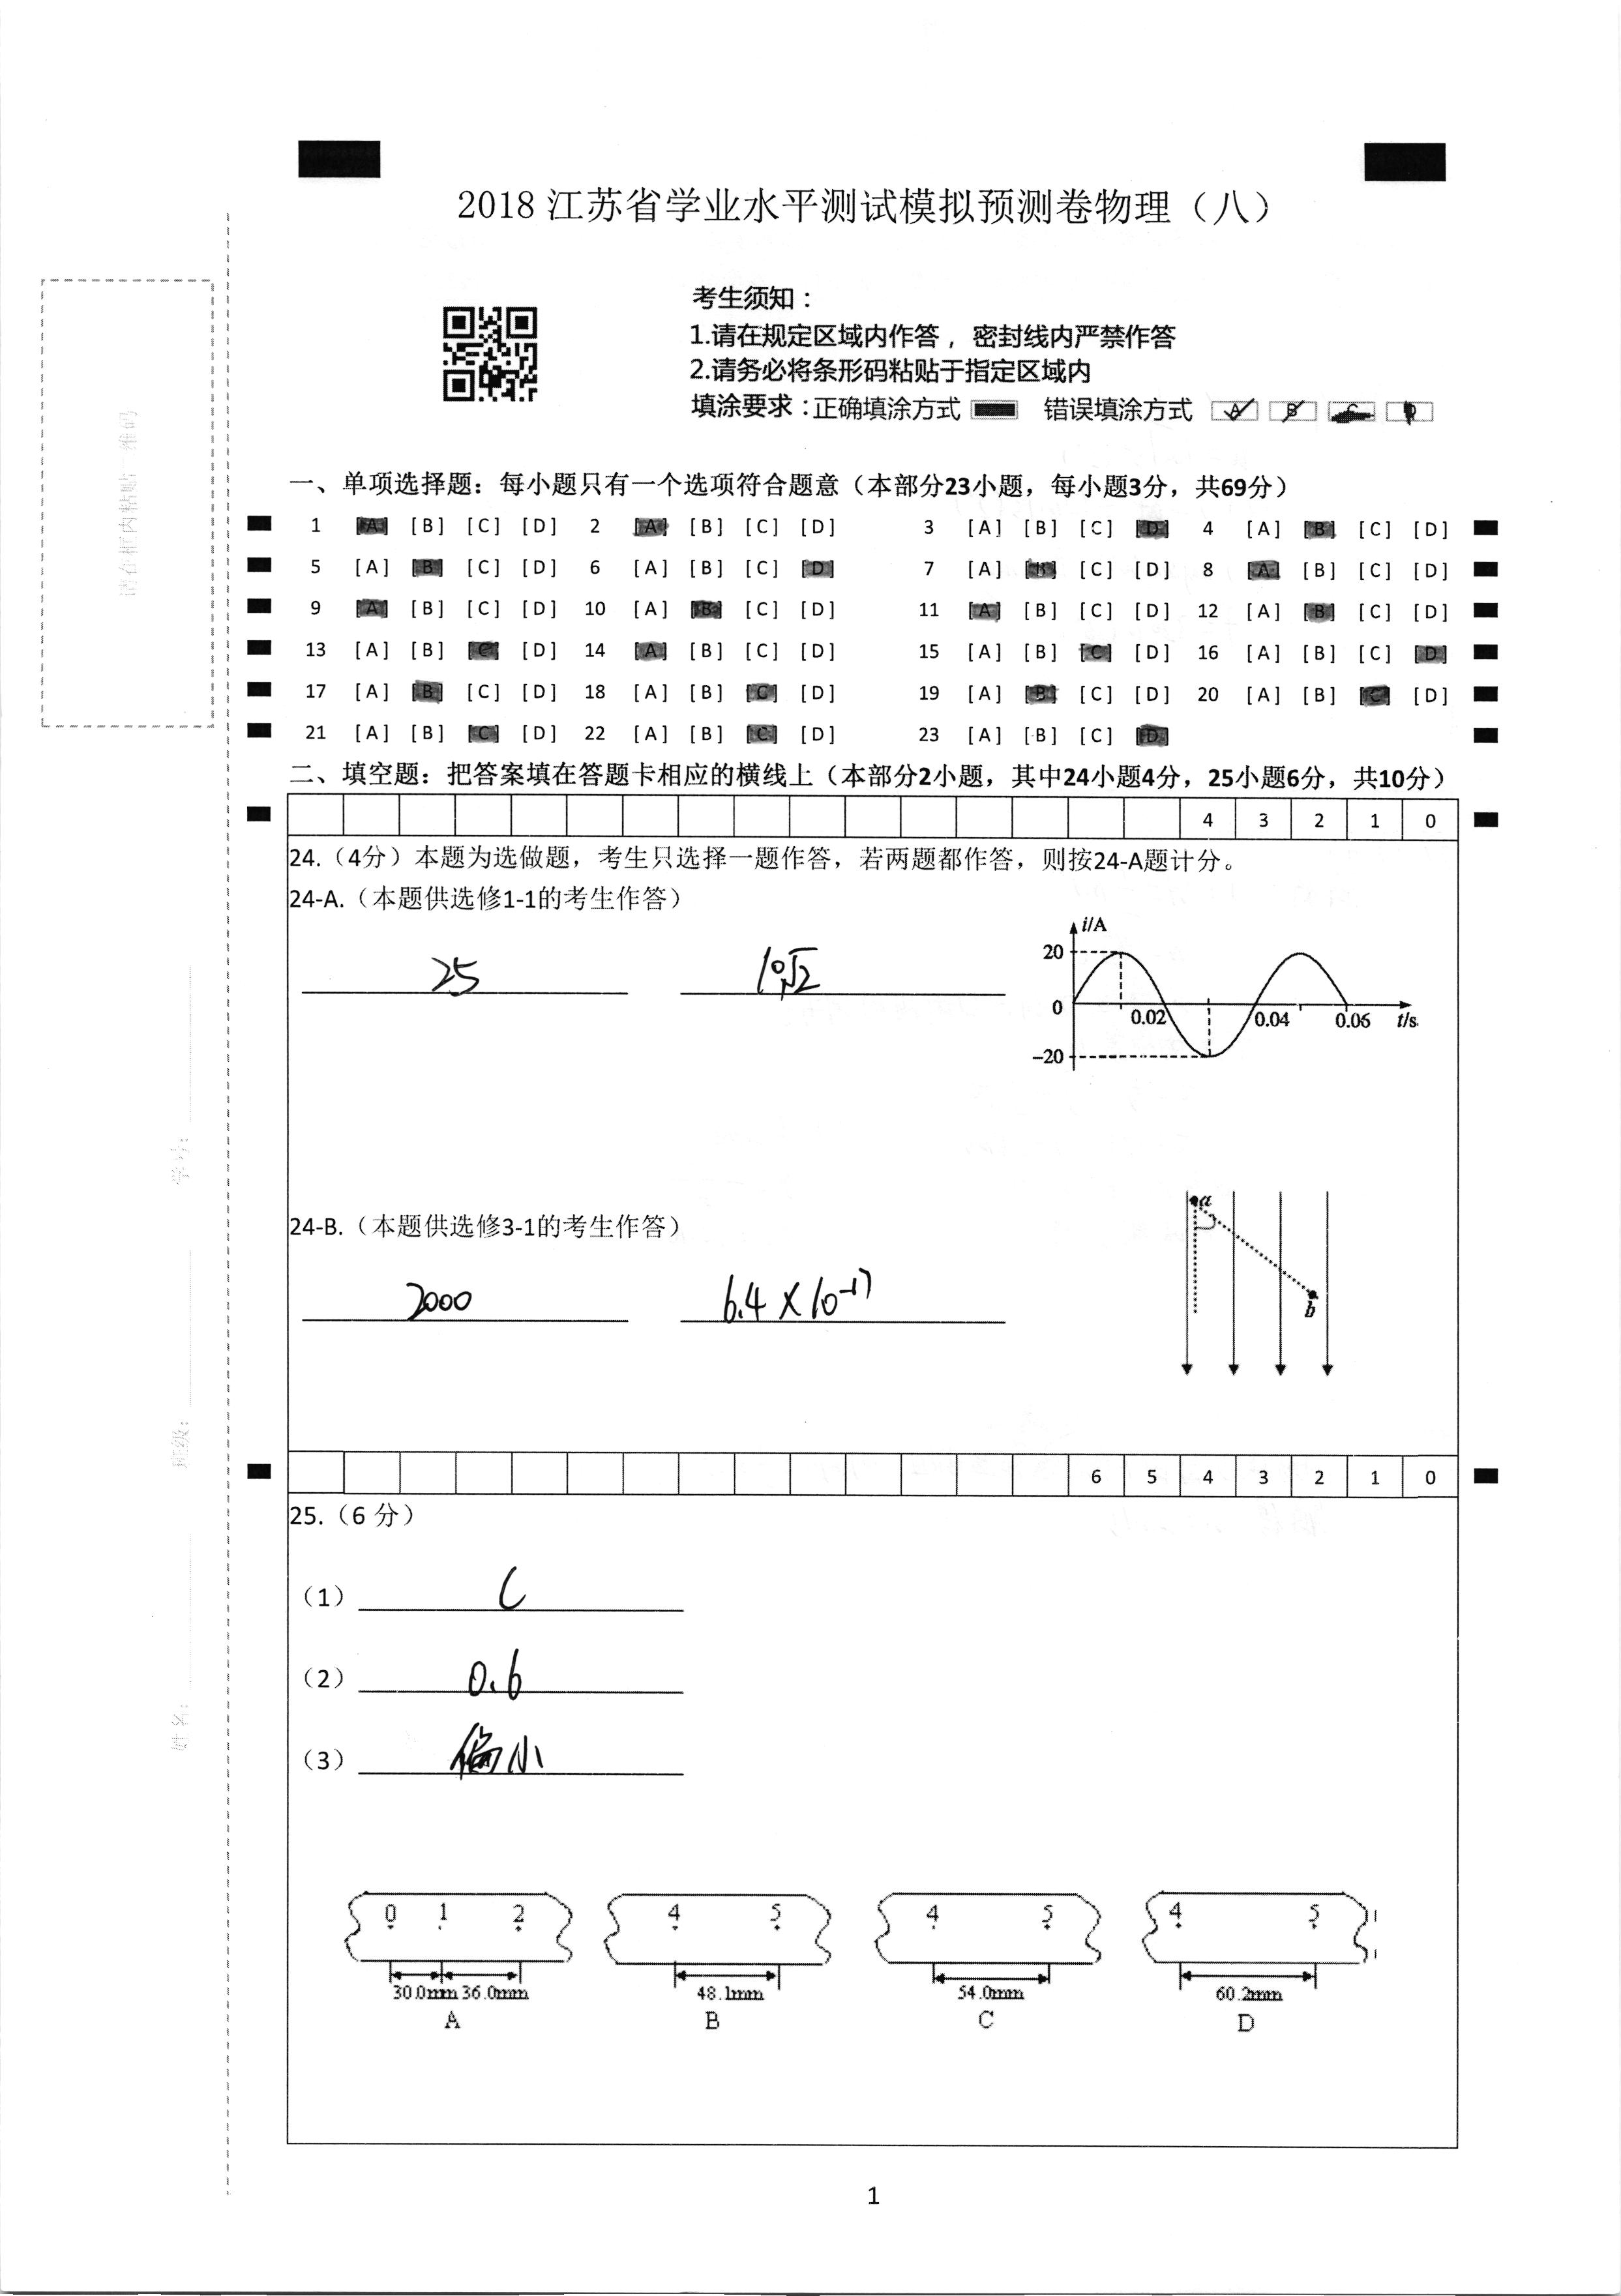 2018江苏省学业水平测试模拟预测卷物理（八）
考生须知：
1.请在规定区域内作答，密封线内严禁作答
2.请务必将条形码粘贴于指定区域内
填涂要求：正确填涂方式 错误填涂方式 A B C D
一、单项选择题：每小题只有一个选项符合题意（本部分23小题，每小题3分，共69分）
1 [A] [B] [C] [D] 2 [A] [B] [C] [D] 3 [A] [B] [C] [D] 4 [A] [B] [C] [D]
5 [A] [B] [C] [D] 6 [A] [B] [C] [D] 7 [A] [B] [C] [D] 8 [A] [B] [C] [D]
9 [A] [B] [C] [D] 10 [A] [B] [C] [D] 11 [A] [B] [C] [D] 12 [A] [B] [C] [D]
13 [A] [B] [C] [D] 14 [A] [B] [C] [D] 15 [A] [B] [C] [D] 16 [A] [B] [C] [D]
17 [A] [B] [C] [D] 18 [A] [B] [C] [D] 19 [A] [B] [C] [D] 20 [A] [B] [C] [D]
21 [A] [B] [C] [D] 22 [A] [B] [C] [D] 23 [A] [B] [C] [D]
二、填空题：把答案填在答题卡相应的横线上（本部分2小题，其中24小题4分，25小题6分，共10分）
4 3 2 1 0
24.（4分）本题为选做题，考生只选择一题作答，若两题都作答，则按24-A题计分。
24-A.（本题供选修1-1的考生作答）
25 10√2
i/A
20
0 0.02 0.04 0.06 t/s
-20
24-B.（本题供选修3-1的考生作答）
2000 6.4×10⁻¹⁷
a
b
6 5 4 3 2 1 0
25.（6 分）
（1） C
（2） 0.6
（3） 偏小
0 1 2 4 5 4 5 4 5
30.0mm 36.0mm 48.1mm 54.0mm 60.2mm
A B C D
1
请在框内粘贴
学号：
班级：
姓名：